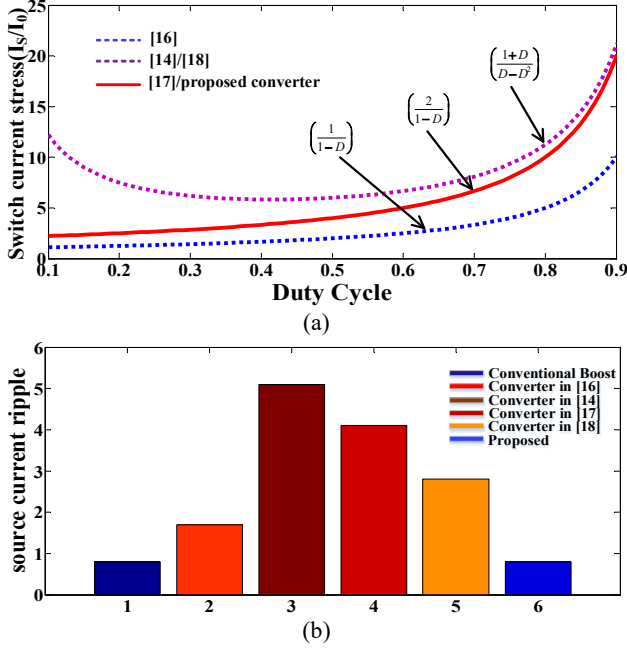 (a)
Switch current stress(I_S/I_0)
25
20
15
10
5
0
[16]
[14]/[18]
[17]/proposed converter
(1/(1−D))
(2/(1−D))
((1+D)/(D−D²))
0.1 0.2 0.3 0.4 0.5 0.6 0.7 0.8 0.9
Duty Cycle
(a)
source current ripple
6
5
4
3
2
1
0
Conventional Boost
Converter in [16]
Converter in [14]
Converter in [17]
Converter in [18]
Proposed
1 2 3 4 5 6
(b)